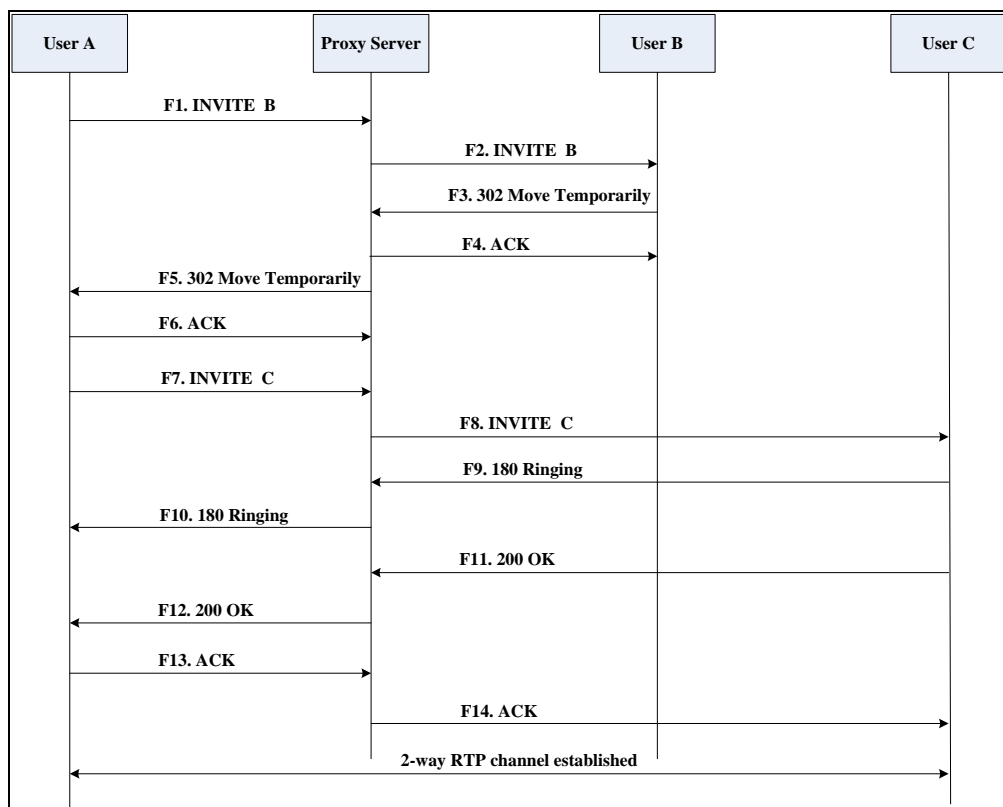 User A
Proxy Server
User B
User C
F1. INVITE B
F2. INVITE B
F3. 302 Move Temporarily
F4. ACK
F5. 302 Move Temporarily
F6. ACK
F7. INVITE C
F8. INVITE C
F9. 180 Ringing
F10. 180 Ringing
F11. 200 OK
F12. 200 OK
F13. ACK
F14. ACK
2-way RTP channel established